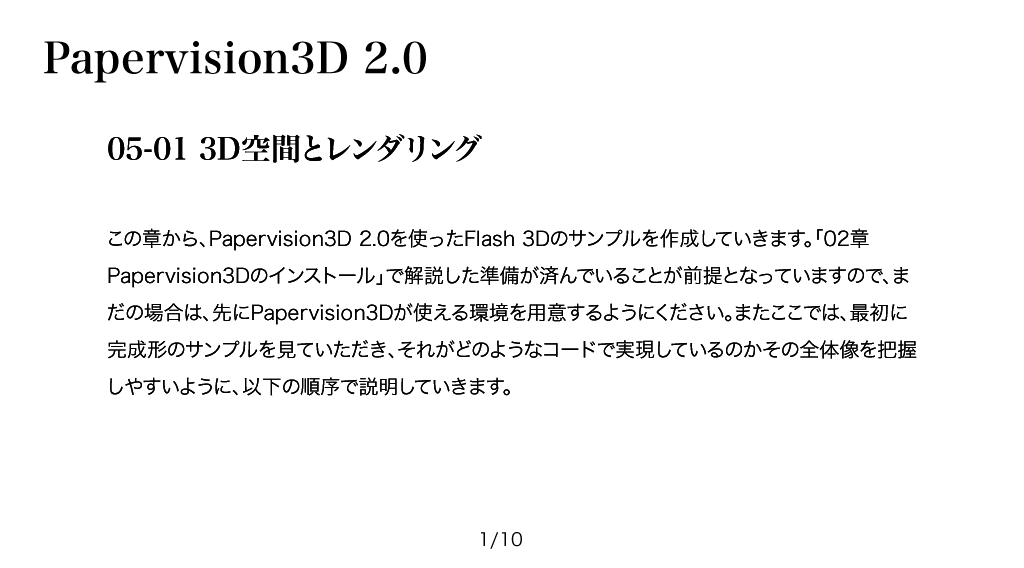 Papervision3D 2.0
05-01 3D空間とレンダリング
この章から、Papervision3D 2.0を使ったFlash 3Dのサンプルを作成していきます。「02章
Papervision3Dのインストール」で解説した準備が済んでいることが前提となっていますので、ま
だの場合は、先にPapervision3Dが使える環境を用意するようにください。またここでは、最初に
完成形のサンプルを見ていただき、それがどのようなコードで実現しているのかその全体像を把握
しやすいように、以下の順序で説明していきます。
1/10